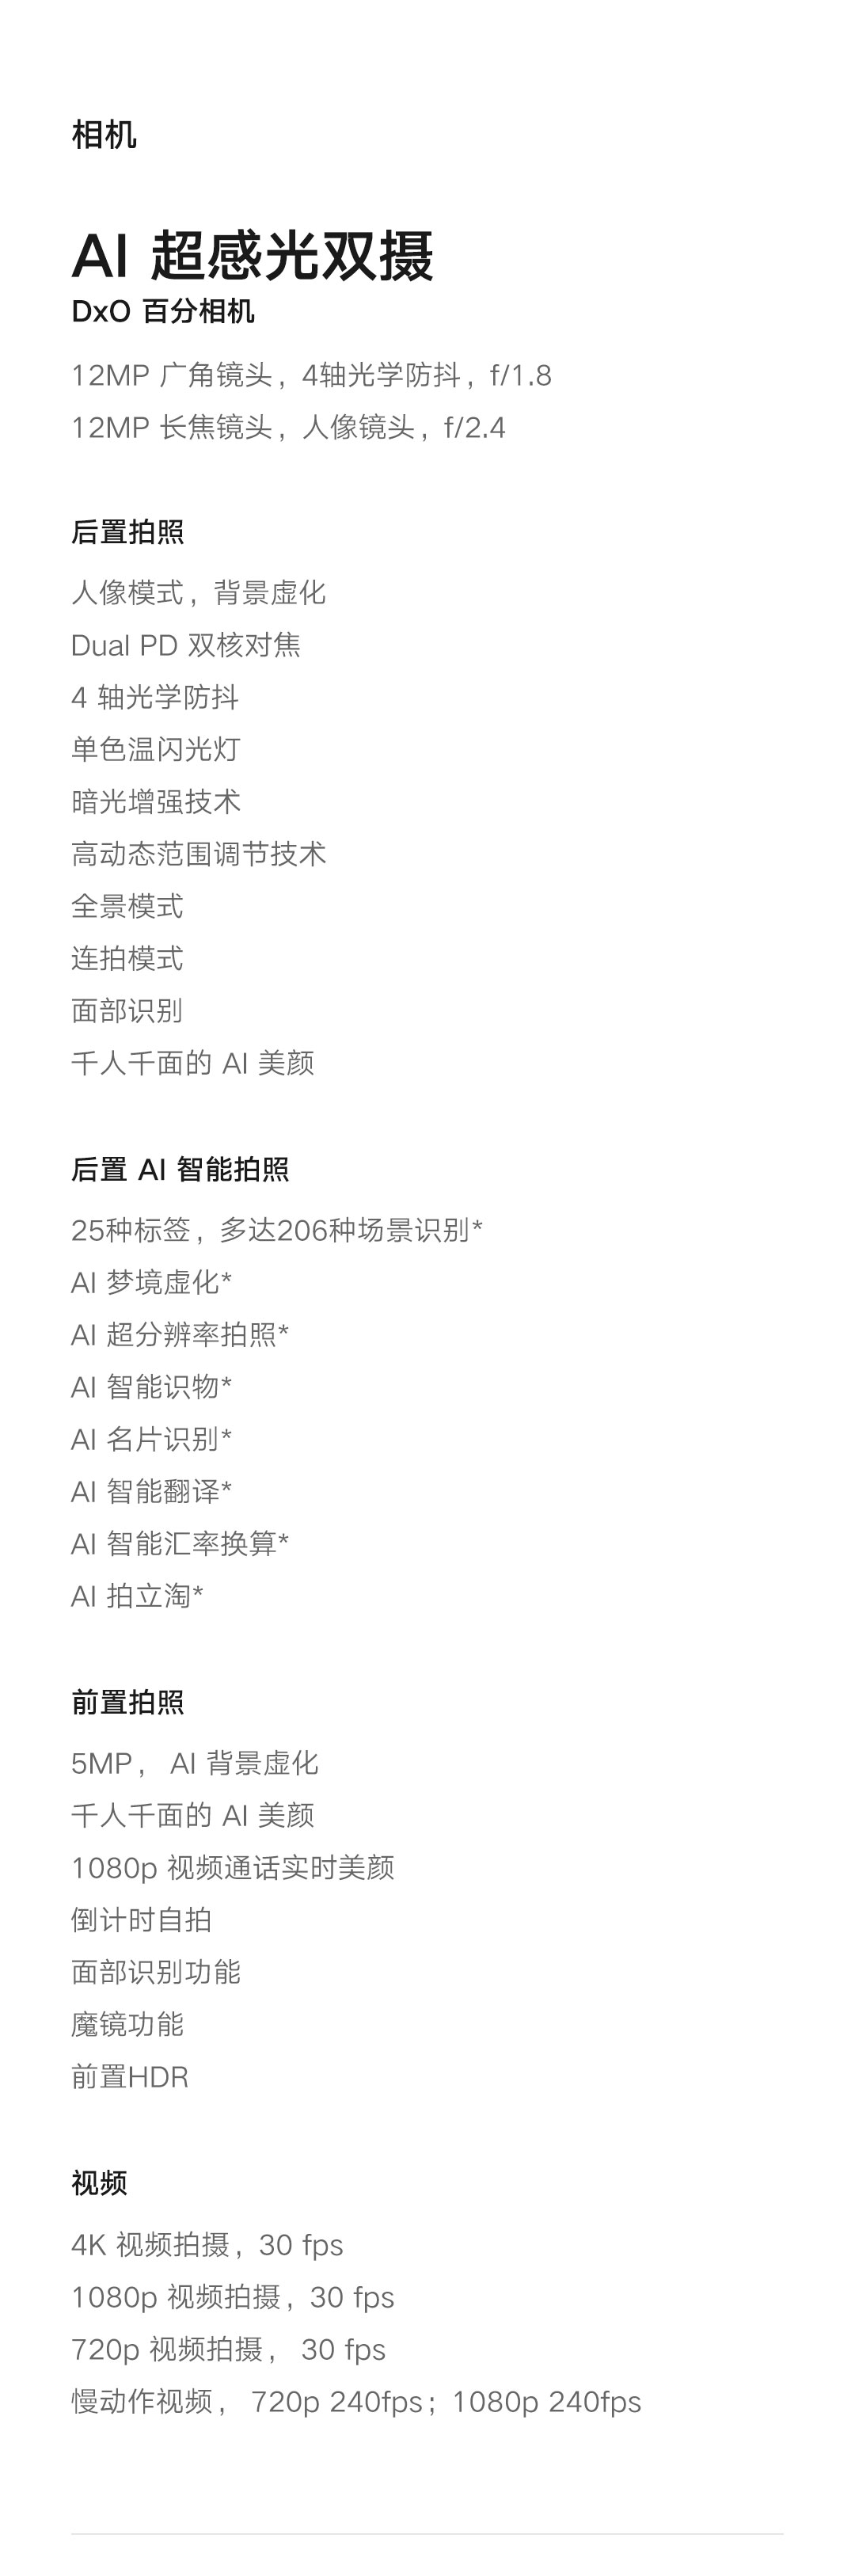 相机
AI 超感光双摄
DxO 百分相机
12MP 广角镜头，4轴光学防抖，f/1.8
12MP 长焦镜头，人像镜头，f/2.4
后置拍照
人像模式，背景虚化
Dual PD 双核对焦
4 轴光学防抖
单色温闪光灯
暗光增强技术
高动态范围调节技术
全景模式
连拍模式
面部识别
千人千面的 AI 美颜
后置 AI 智能拍照
25种标签，多达206种场景识别*
AI 梦境虚化*
AI 超分辨率拍照*
AI 智能识物*
AI 名片识别*
AI 智能翻译*
AI 智能汇率换算*
AI 拍立淘*
前置拍照
5MP， AI 背景虚化
千人千面的 AI 美颜
1080p 视频通话实时美颜
倒计时自拍
面部识别功能
魔镜功能
前置HDR
视频
4K 视频拍摄，30 fps
1080p 视频拍摄，30 fps
720p 视频拍摄， 30 fps
慢动作视频， 720p 240fps；1080p 240fps